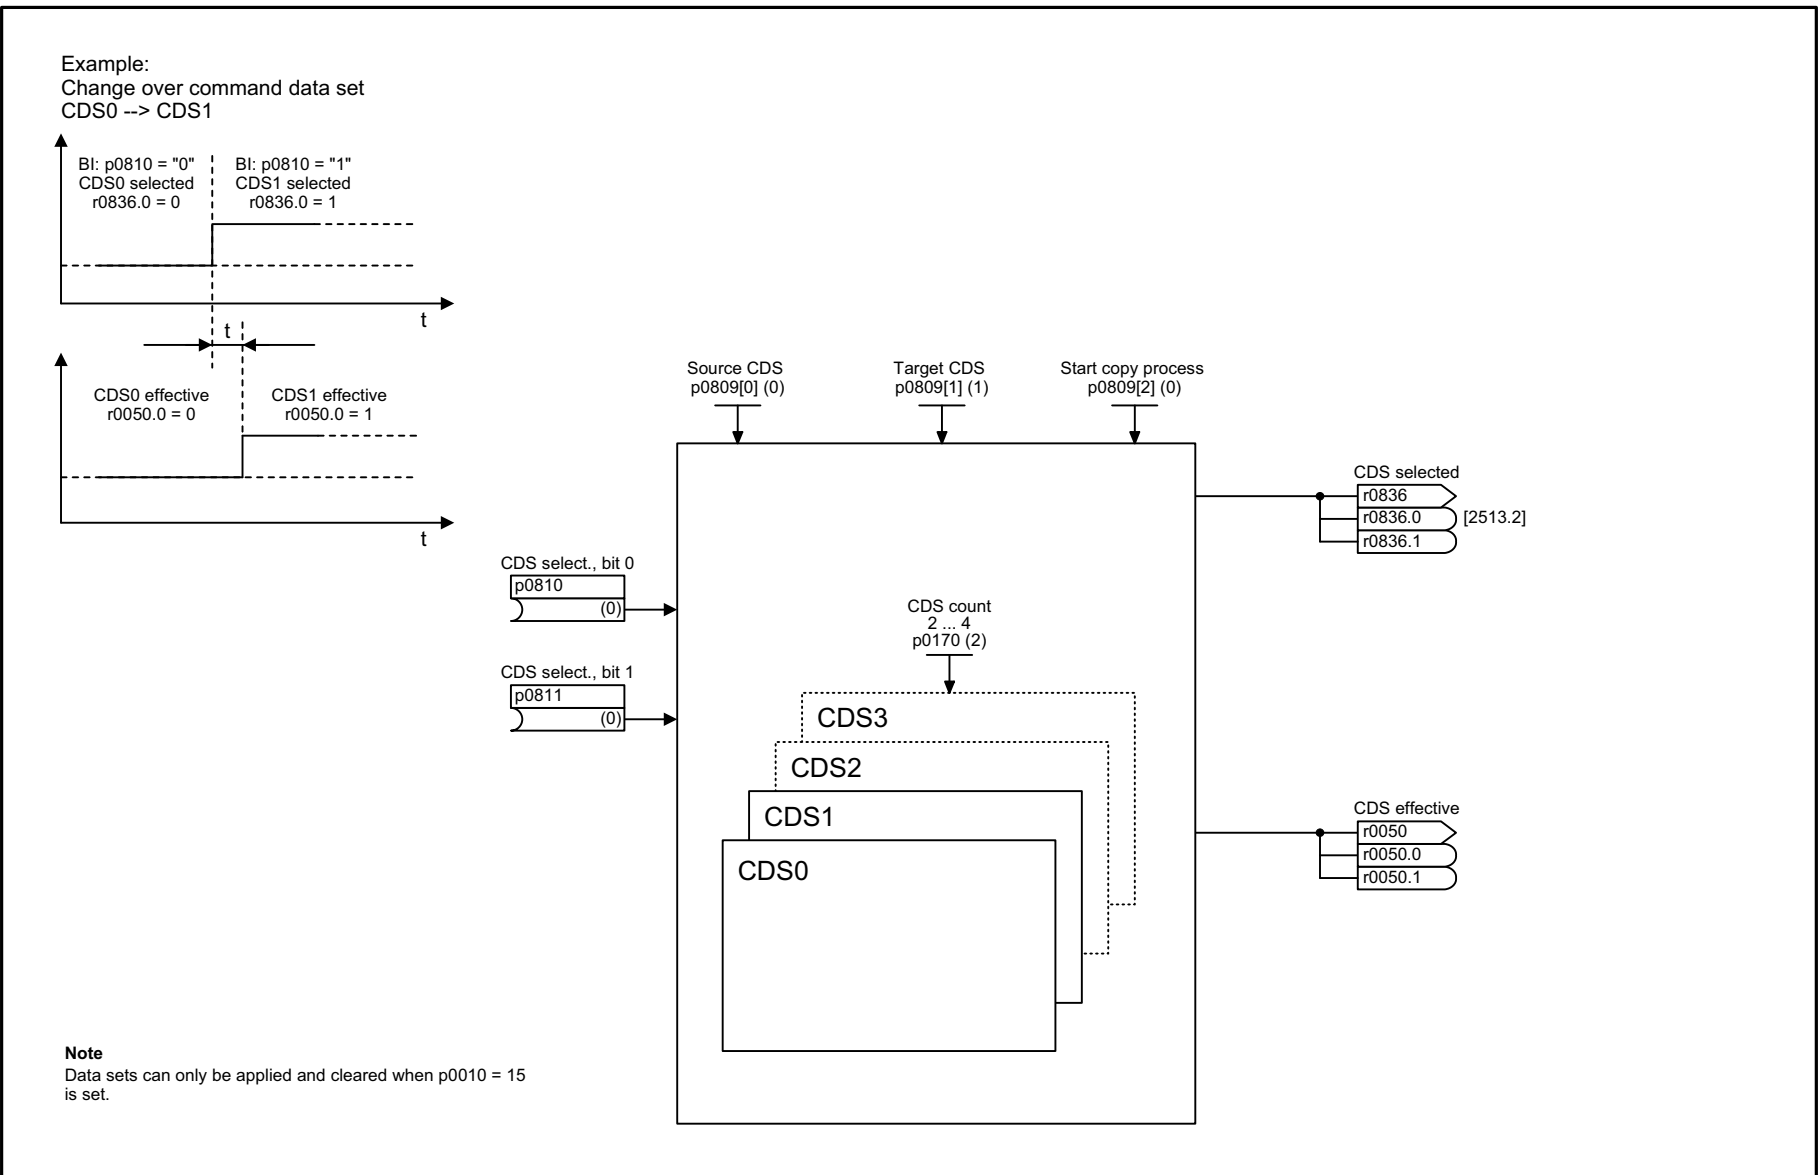 Example:
Change over command data set
CDS0 --> CDS1
BI: p0810 = "0"
CDS0 selected
r0836.0 = 0
BI: p0810 = "1"
CDS1 selected
r0836.0 = 1
t
t
CDS0 effective
r0050.0 = 0
CDS1 effective
r0050.0 = 1
t
Source CDS
p0809[0] (0)
Target CDS
p0809[1] (1)
Start copy process
p0809[2] (0)
CDS selected
r0836
r0836.0
[2513.2]
r0836.1
CDS select., bit 0
p0810
(0)
CDS select., bit 1
p0811
(0)
CDS count
2 ... 4
p0170 (2)
CDS3
CDS2
CDS1
CDS0
CDS effective
r0050
r0050.0
r0050.1
Note
Data sets can only be applied and cleared when p0010 = 15
is set.